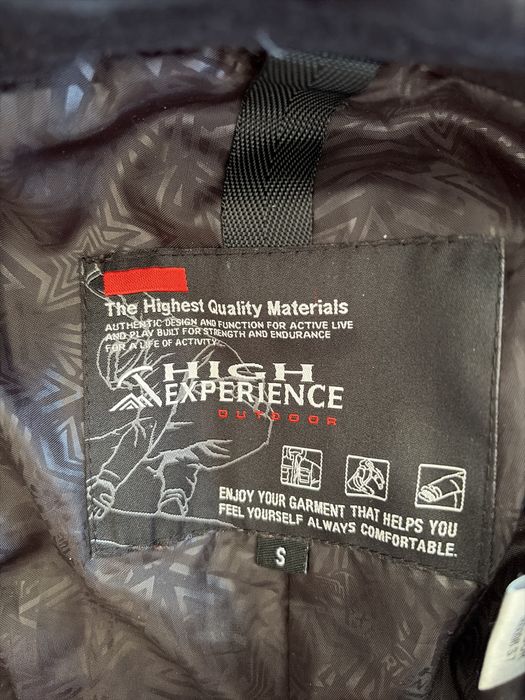 The Highest Quality Materials
AUTHENTIC DESIGN AND FUNCTION FOR ACTIVE LIVE
AND PLAY BUILT FOR STRENGTH AND ENDURANCE
FOR A LIFE OF ACTIVITY.
HIGH
EXPERIENCE
OUTDOOR
ENJOY YOUR GARMENT THAT HELPS YOU
FEEL YOURSELF ALWAYS COMFORTABLE.
S